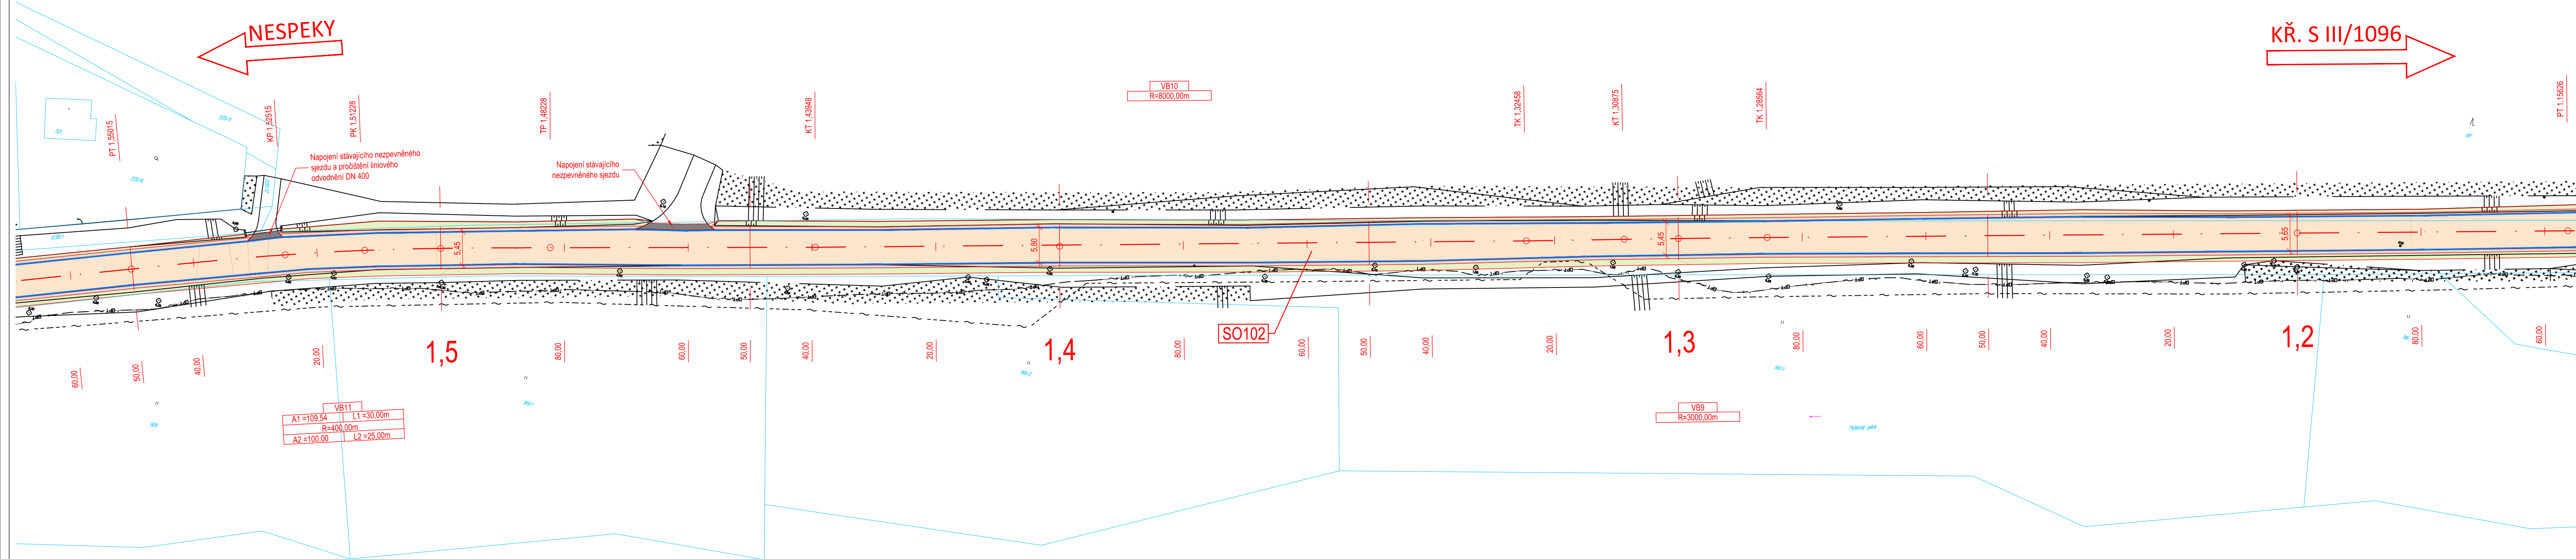 NESPEKY
KŘ. S III/1096
PT 1,55015
KP 1,52615
PK 1,51228
TP 1,48228
KT 1,43948
VB10
R=8000,00m
TK 1,32458
KT 1,30875
TK 1,28564
PT 1,15626
Napojení stávajícího nezpevněného
sjezdu a pročištění liniového
odvodnění DN 400
Napojení stávajícího
nezpevněného sjezdu
5,45
5,80
5,45
5,65
SO102
1,5
1,4
1,3
1,2
60,00
50,00
40,00
20,00
80,00
60,00
50,00
40,00
20,00
80,00
60,00
50,00
40,00
20,00
80,00
60,00
50,00
40,00
20,00
80,00
60,00
VB11
A1 =109,54
L1 =30,00m
R=400,00m
A2 =100,00
L2 =25,00m
VB9
R=3000,00m